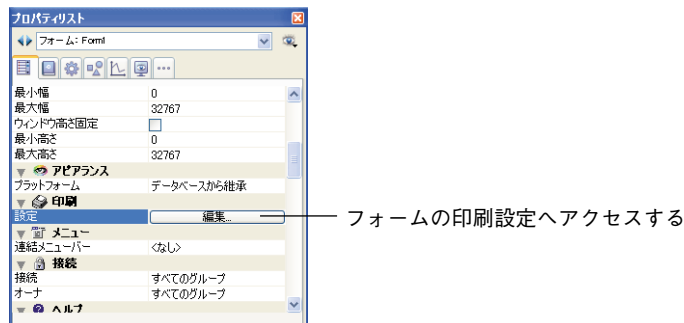 プロパティリスト
フォーム: Form1
最小幅 0
最大幅 32767
ウィンドウ高さ固定
最小高さ 0
最大高さ 32767
アピアランス
プラットフォーム データベースから継承
印刷
設定 編集... フォームの印刷設定へアクセスする
メニュー
連結メニューバー <なし>
接続
接続 すべてのグループ
オーナ すべてのグループ
ヘルプ